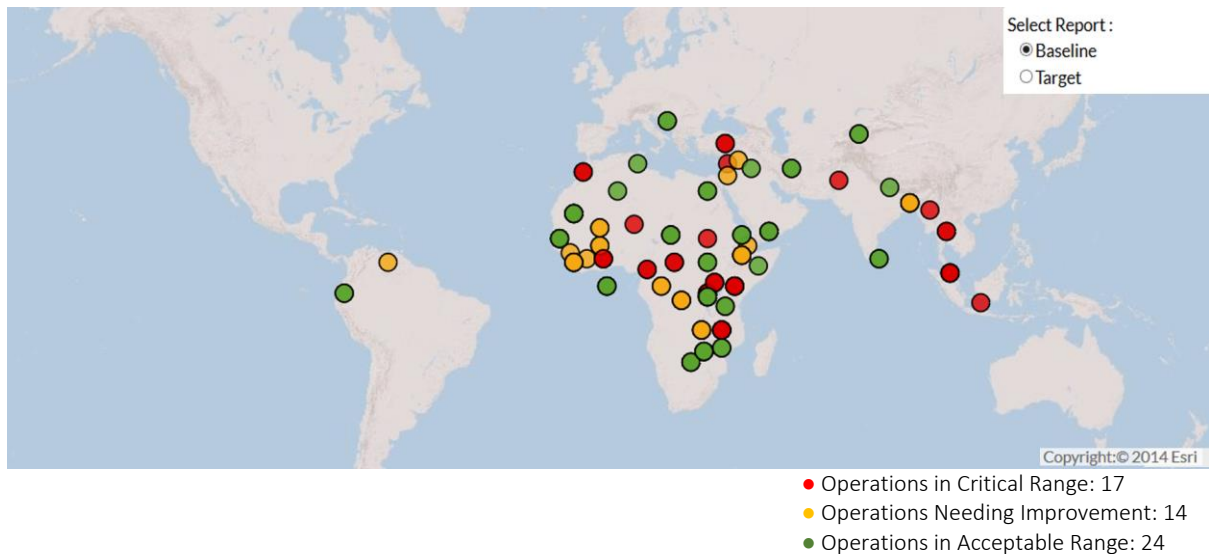 Select Report :
Baseline
Target
Copyright:© 2014 Esri
Operations in Critical Range: 17
Operations Needing Improvement: 14
Operations in Acceptable Range: 24